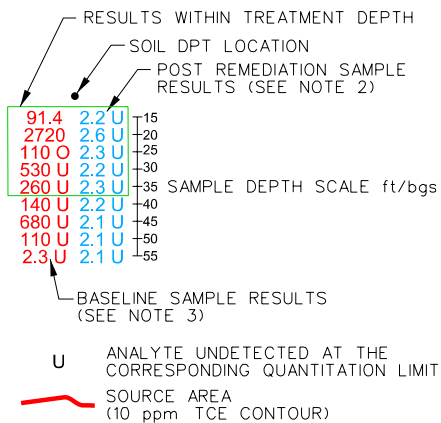 RESULTS WITHIN TREATMENT DEPTH
SOIL DPT LOCATION
POST REMEDIATION SAMPLE
RESULTS (SEE NOTE 2)
91.4 2.2 U 15
2720 2.6 U 20
110 O 2.3 U 25
530 U 2.2 U 30
260 U 2.3 U 35 SAMPLE DEPTH SCALE ft/bgs
140 U 2.2 U 40
680 U 2.1 U 45
110 U 2.1 U 50
2.3 U 2.1 U 55
BASELINE SAMPLE RESULTS
(SEE NOTE 3)
U ANALYTE UNDETECTED AT THE
CORRESPONDING QUANTITATION LIMIT
SOURCE AREA
(10 ppm TCE CONTOUR)